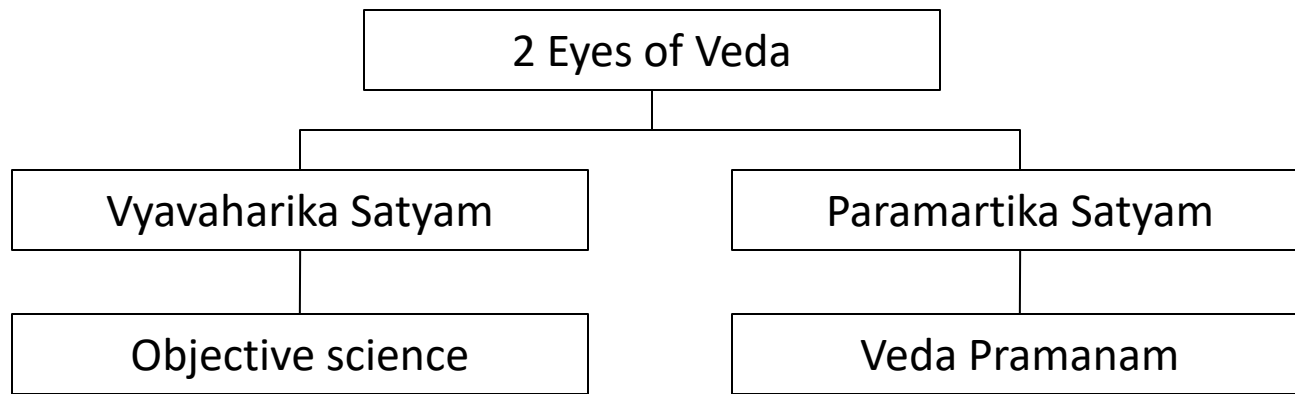 2 Eyes of Veda
Vyavaharika Satyam
Paramartika Satyam
Objective science
Veda Pramanam